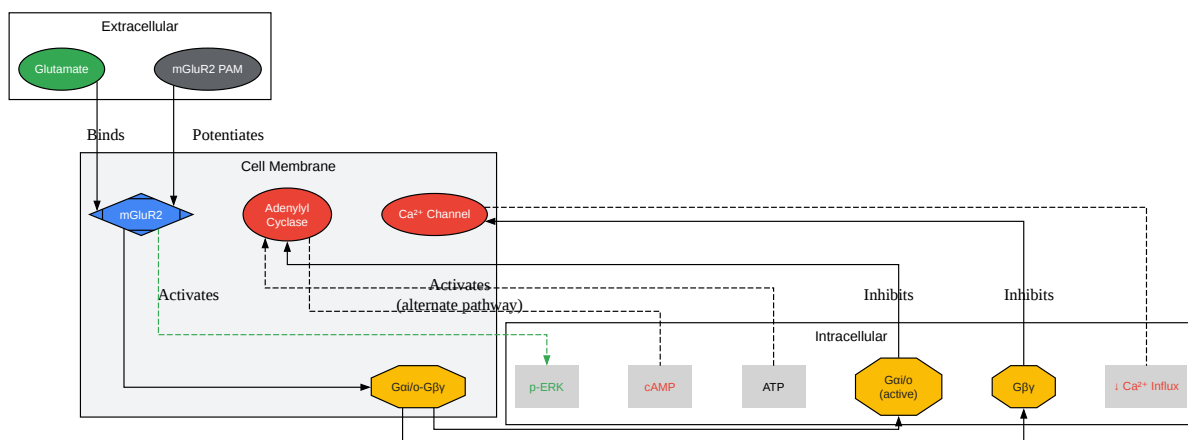 Extracellular
Glutamate
mGluR2 PAM
Binds
Potentiates
Cell Membrane
mGluR2
Adenylyl
Cyclase
Ca²⁺ Channel
Activates
Activates
(alternate pathway)
Inhibits
Inhibits
Intracellular
Gαi/o-Gβγ
p-ERK
cAMP
ATP
Gαi/o
(active)
Gβγ
↓ Ca²⁺ Influx